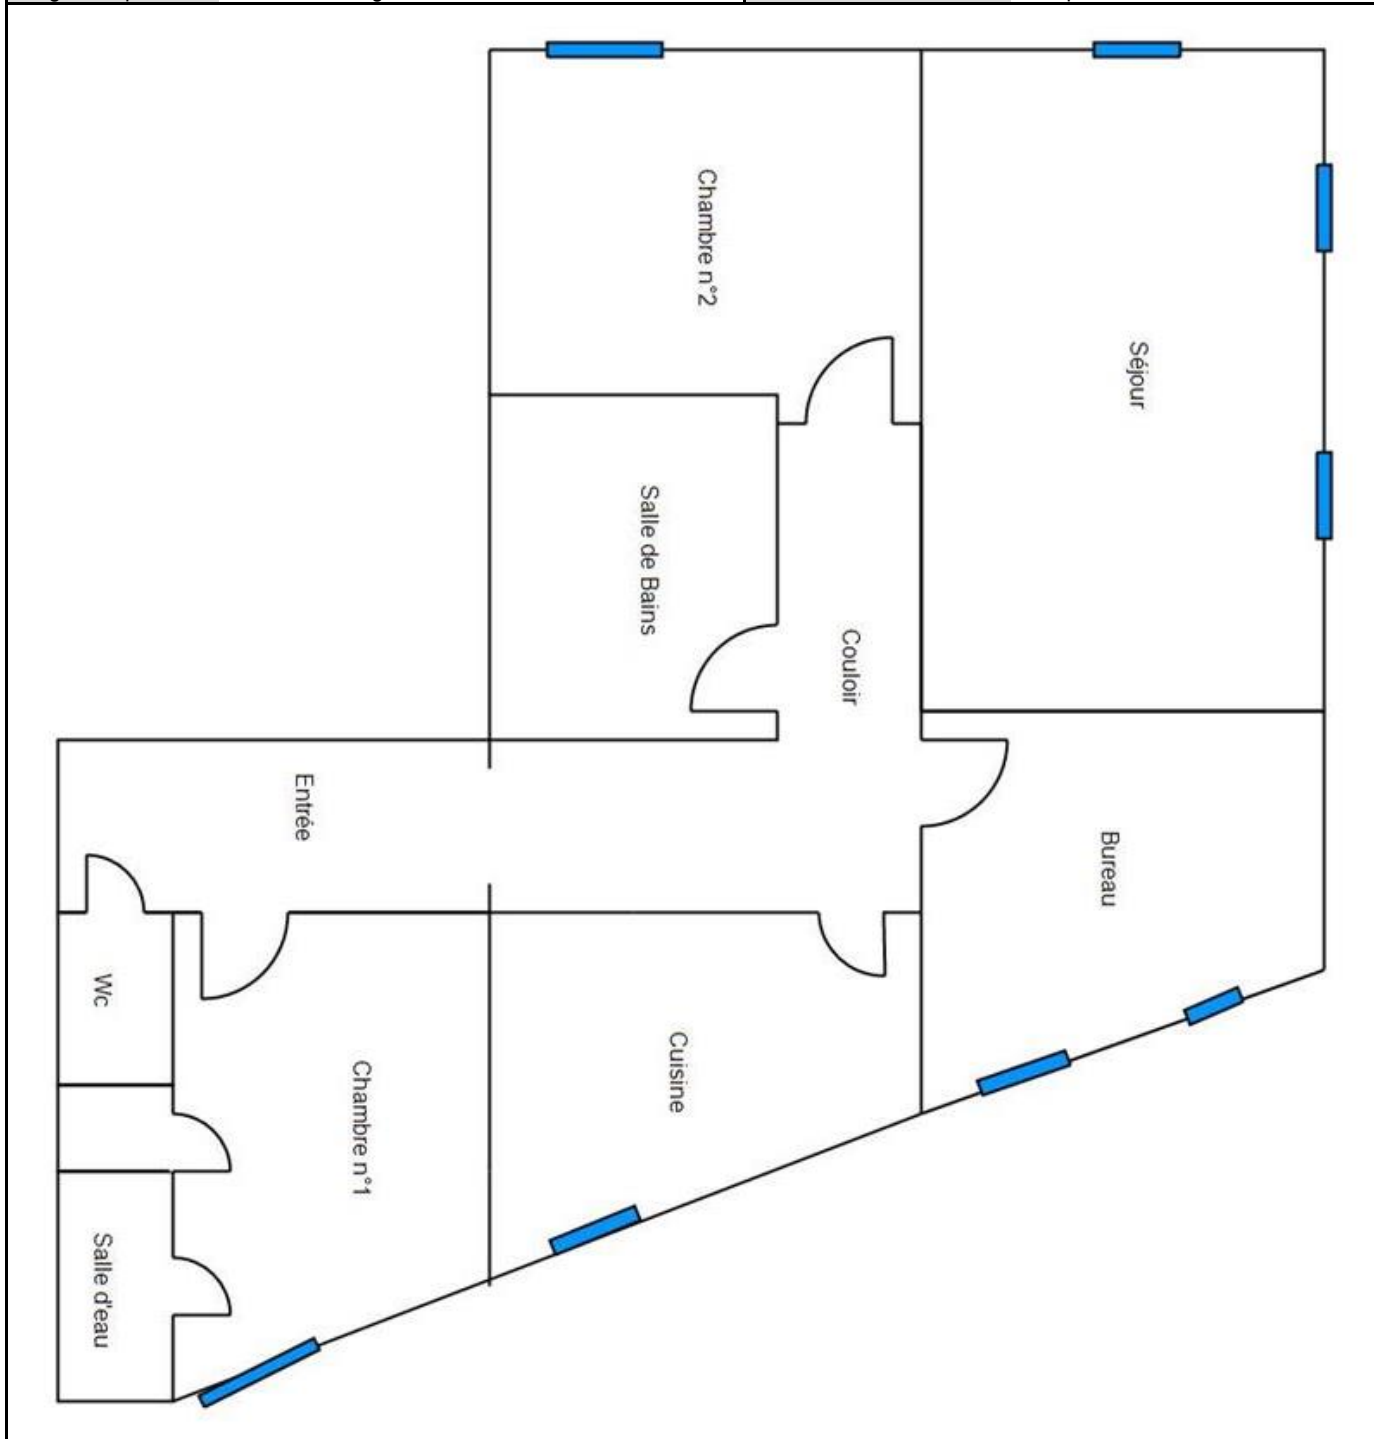 Chambre n°2
Séjour
Salle de Bains
Couloir
Entrée
Bureau
Wc
Cuisine
Chambre n°1
Salle d'eau